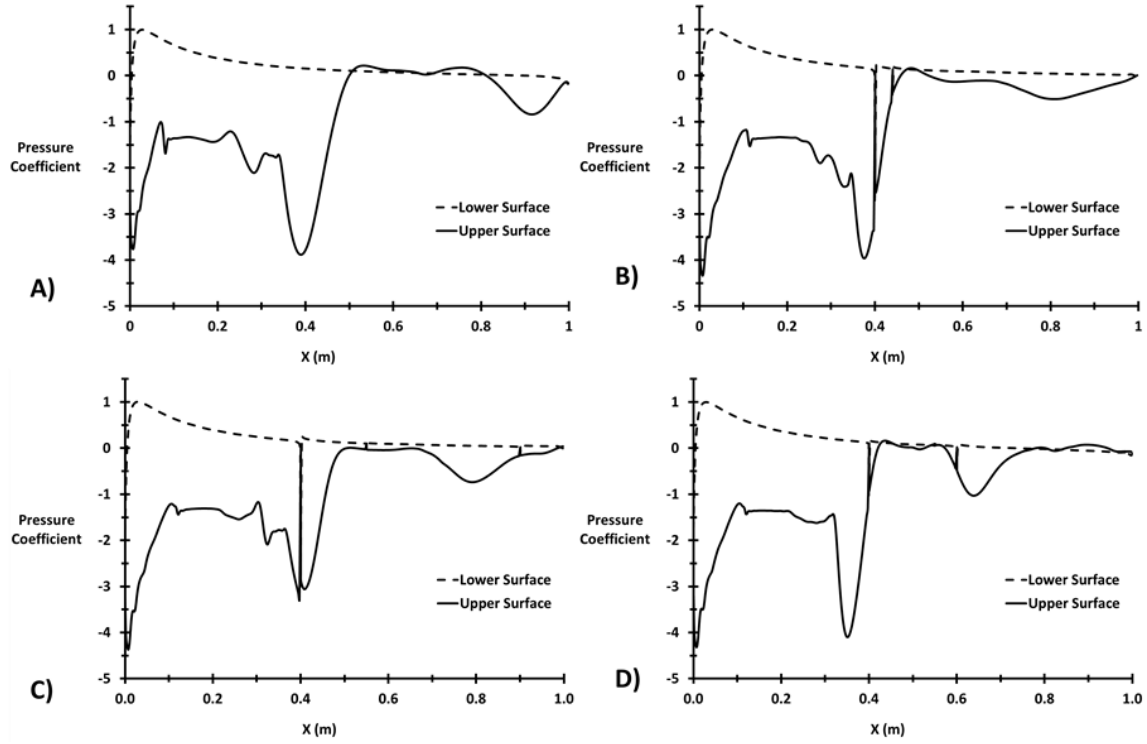 1
0
-1
-2
-3
-4
-5
Pressure
Coefficient
Lower Surface
Upper Surface
A)
0 0.2 0.4 0.6 0.8 1
X (m)
1
0
-1
-2
-3
-4
-5
Pressure
Coefficient
Lower Surface
Upper Surface
B)
0 0.2 0.4 0.6 0.8 1
X (m)
1
0
-1
-2
-3
-4
-5
Pressure
Coefficient
Lower Surface
Upper Surface
C)
0.0 0.2 0.4 0.6 0.8 1.0
X (m)
1
0
-1
-2
-3
-4
-5
Pressure
Coefficient
Lower Surface
Upper Surface
D)
0.0 0.2 0.4 0.6 0.8 1.0
X (m)